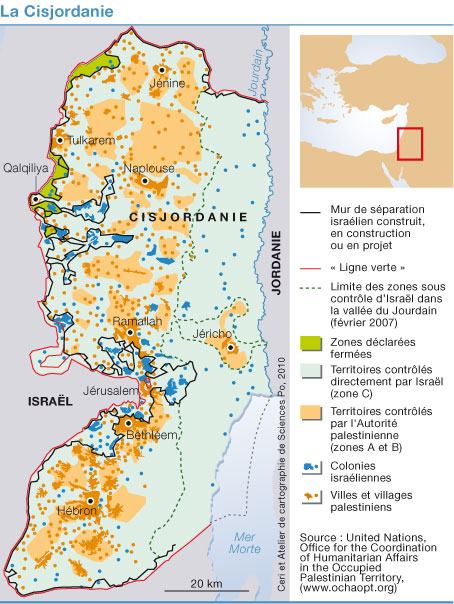 La Cisjordanie
Jourdain
Jénine
Tulkarem
Qalqiliya
Naplouse
CISJORDANIE
JORDANIE
Ramallah
Jéricho
Jérusalem
ISRAËL
Bethléem
Hébron
Mer
Morte
20 km
Ceri et Atelier de cartographie de Sciences Po, 2010
Mur de séparation
israélien construit,
en construction
ou en projet
« Ligne verte »
Limite des zones sous
contrôle d'Israël dans
la vallée du Jourdain
(février 2007)
Zones déclarées
fermées
Territoires contrôlés
directement par Israël
(zone C)
Territoires contrôlés
par l'Autorité
palestinienne
(zones A et B)
Colonies
israéliennes
Villes et villages
palestiniens
Source : United Nations,
Office for the Coordination
of Humanitarian Affairs
in the Occupied
Palestinian Territory,
(www.ochaopt.org)